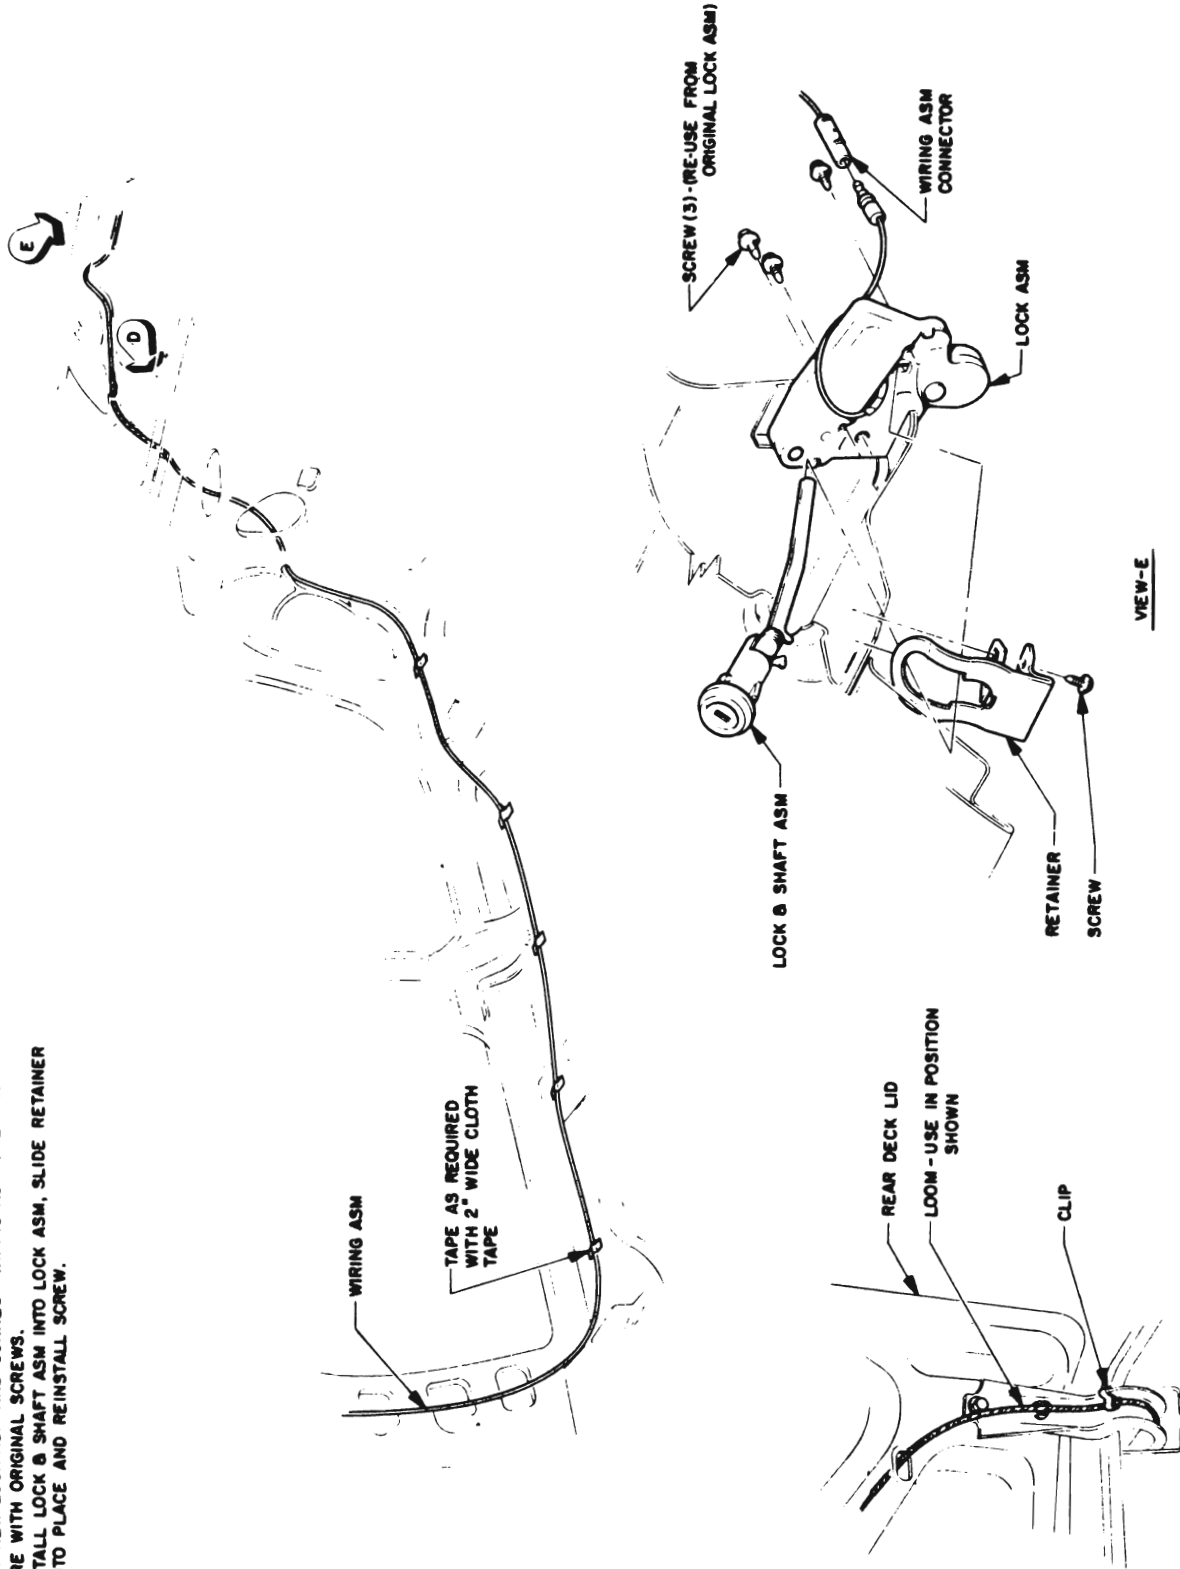 RE WITH ORIGINAL SCREWS.
TALL LOCK & SHAFT ASM INTO LOCK ASM, SLIDE RETAINER
TO PLACE AND REINSTALL SCREW.
WIRING ASM
TAPE AS REQUIRED
WITH 2" WIDE CLOTH
TAPE
D
E
REAR DECK LID
LOOM-USE IN POSITION
SHOWN
CLIP
SCREW (3)-(RE-USE FROM
ORIGINAL LOCK ASM)
WIRING ASM
CONNECTOR
LOCK ASM
LOCK & SHAFT ASM
RETAINER
SCREW
VIEW-E